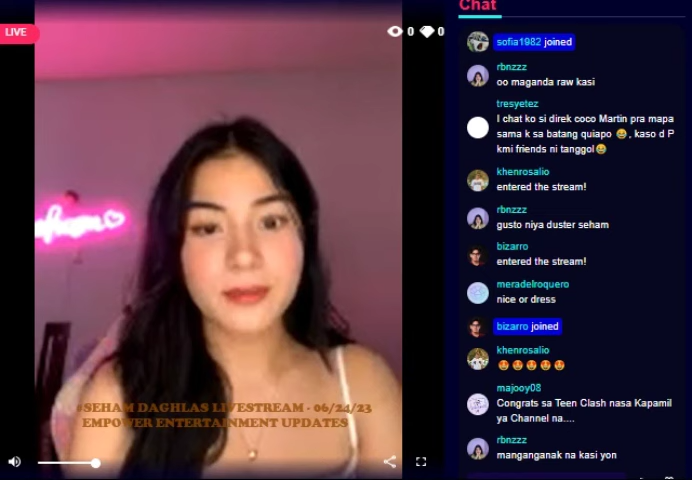 Chat
LIVE
0 0
sofia1982 joined
rbnzzz
oo maganda raw kasi
tresyetez
I chat ko si direk coco Martin pra mapa
sama k sa batang quiapo 😂, kaso d P
kmi friends ni tanggol😂
khenrosalio
entered the stream!
rbnzzz
gusto niya duster seham
bizarro
entered the stream!
meradelroquero
nice or dress
bizarro joined
khenrosalio
😍😍😍😍😍
majooy08
Congrats sa Teen Clash nasa Kapamil
ya Channel na....
rbnzzz
manganganak na kasi yon
#SEHAM DAGHLAS LIVESTREAM - 06/24/23
EMPOWER ENTERTAINMENT UPDATES